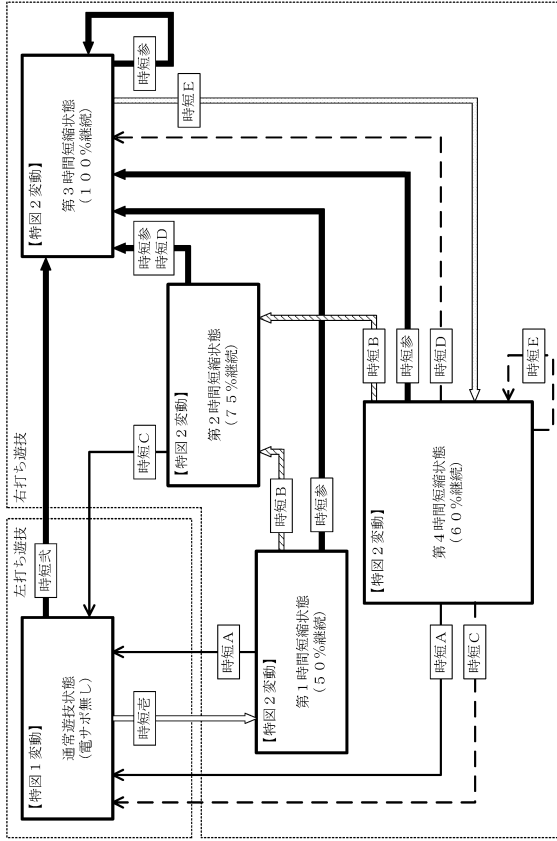 左打ち遊技
右打ち遊技
【特図1変動】
通常遊技状態
(電サポ無し)
時短弐
【特図2変動】
第3時間短縮状態
(100%継続)
時短参
時短E
時短C
【特図2変動】
第2時間短縮状態
(75%継続)
時短参
時短D
時短壱
時短A
【特図2変動】
第1時間短縮状態
(50%継続)
時短B
時短参
時短A
時短C
【特図2変動】
第4時間短縮状態
(60%継続)
時短B
時短参
時短D
時短E